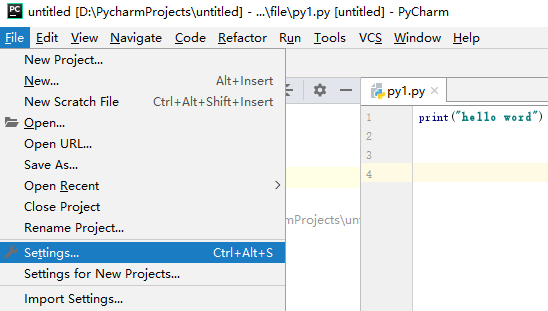 PC untitled [D:\PycharmProjects\untitled] - ...\file\py1.py [untitled] - PyCharm
File Edit View Navigate Code Refactor Run Tools VCS Window Help
New Project...
New... Alt+Insert
New Scratch File Ctrl+Alt+Shift+Insert
Open...
Open URL...
Save As...
Open Recent
Close Project
Rename Project...
Settings... Ctrl+Alt+S
Settings for New Projects...
Import Settings...
rmProjects\unt
py1.py
1 print("hello word")
2
3
4